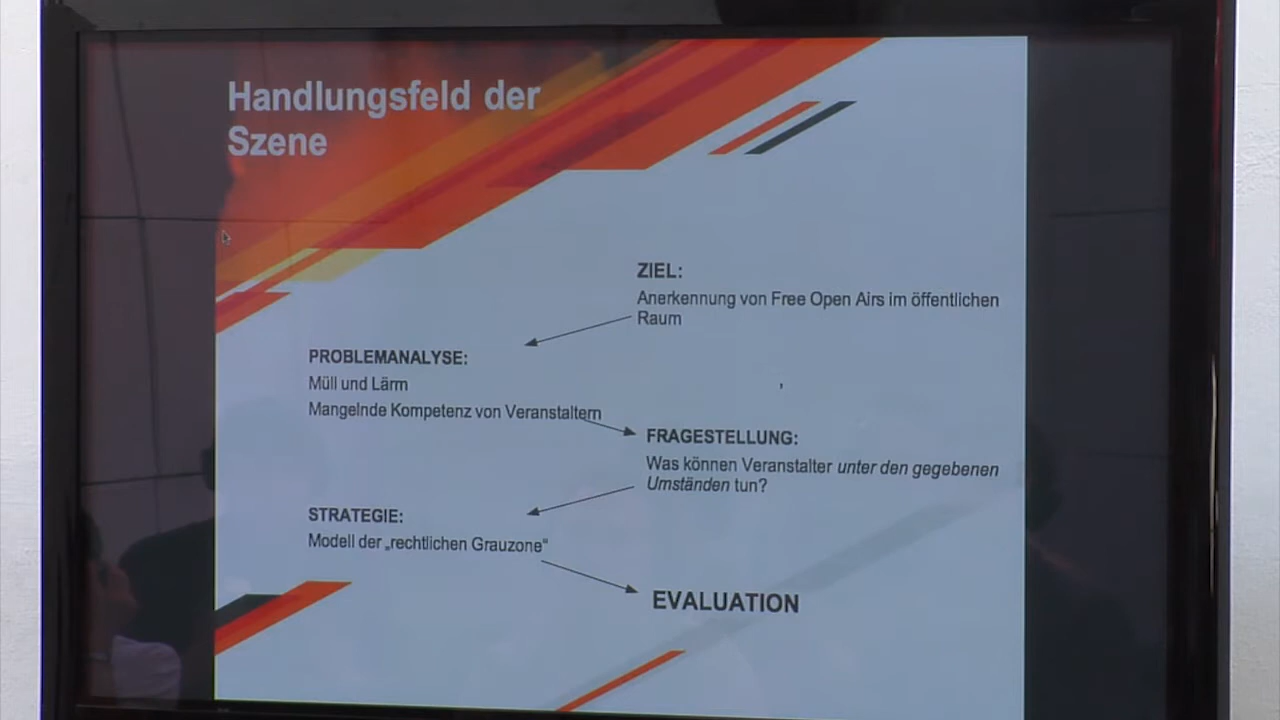 Handlungsfeld der
Szene
ZIEL:
Anerkennung von Free Open Airs im öffentlichen
Raum
PROBLEMANALYSE:
Müll und Lärm
Mangelnde Kompetenz von Veranstaltern
FRAGESTELLUNG:
Was können Veranstalter unter den gegebenen
Umständen tun?
STRATEGIE:
Modell der „rechtlichen Grauzone“
EVALUATION